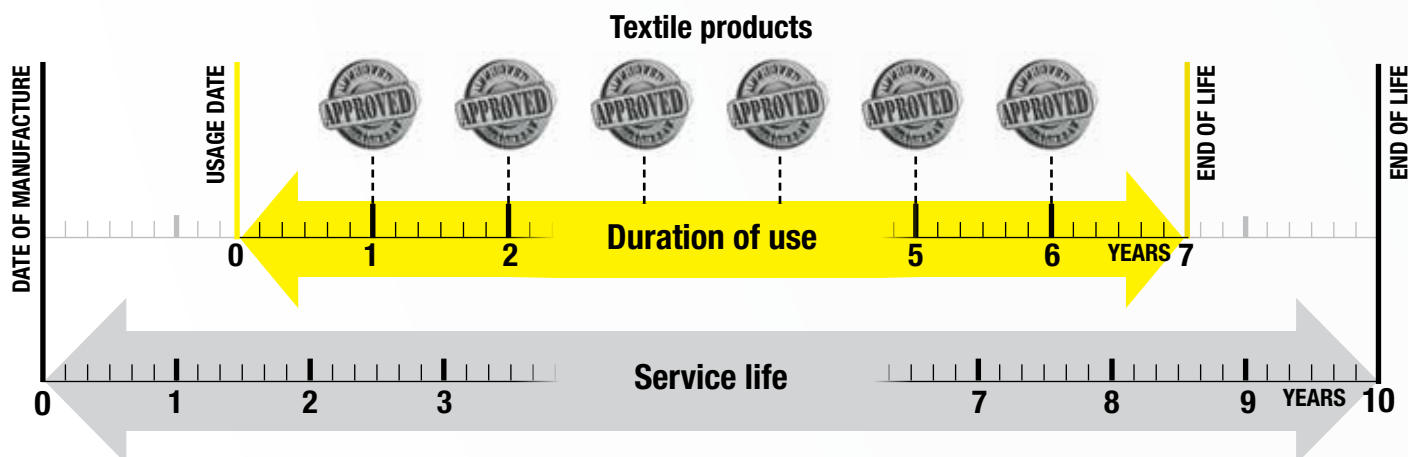 Textile products
DATE OF MANUFACTURE
USAGE DATE
APPROVED APPROVED APPROVED APPROVED APPROVED APPROVED
END OF LIFE
END OF LIFE
Duration of use
0 1 2 5 6 YEARS 7
Service life
0 1 2 3 7 8 9 YEARS 10